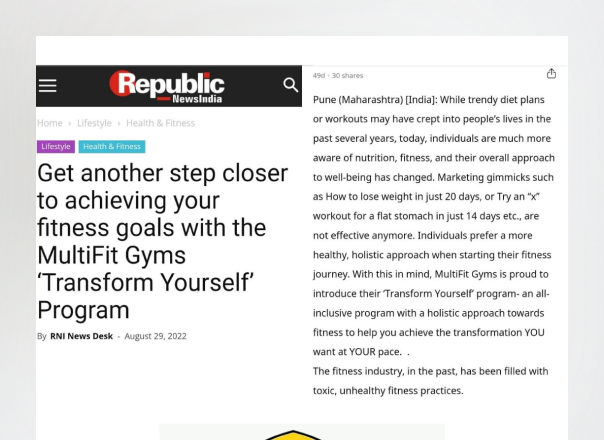 Republic
NewsIndia
Home › Lifestyle › Health & Fitness
Lifestyle Health & Fitness
Get another step closer
to achieving your
fitness goals with the
MultiFit Gyms
‘Transform Yourself’
Program
By RNI News Desk - August 29, 2022
49d · 30 shares
Pune (Maharashtra) [India]: While trendy diet plans
or workouts may have crept into people’s lives in the
past several years, today, individuals are much more
aware of nutrition, fitness, and their overall approach
to well-being has changed. Marketing gimmicks such
as How to lose weight in just 20 days, or Try an “x”
workout for a flat stomach in just 14 days etc., are
not effective anymore. Individuals prefer a more
healthy, holistic approach when starting their fitness
journey. With this in mind, MultiFit Gyms is proud to
introduce their ‘Transform Yourself’ program- an all-
inclusive program with a holistic approach towards
fitness to help you achieve the transformation YOU
want at YOUR pace. .
The fitness industry, in the past, has been filled with
toxic, unhealthy fitness practices.